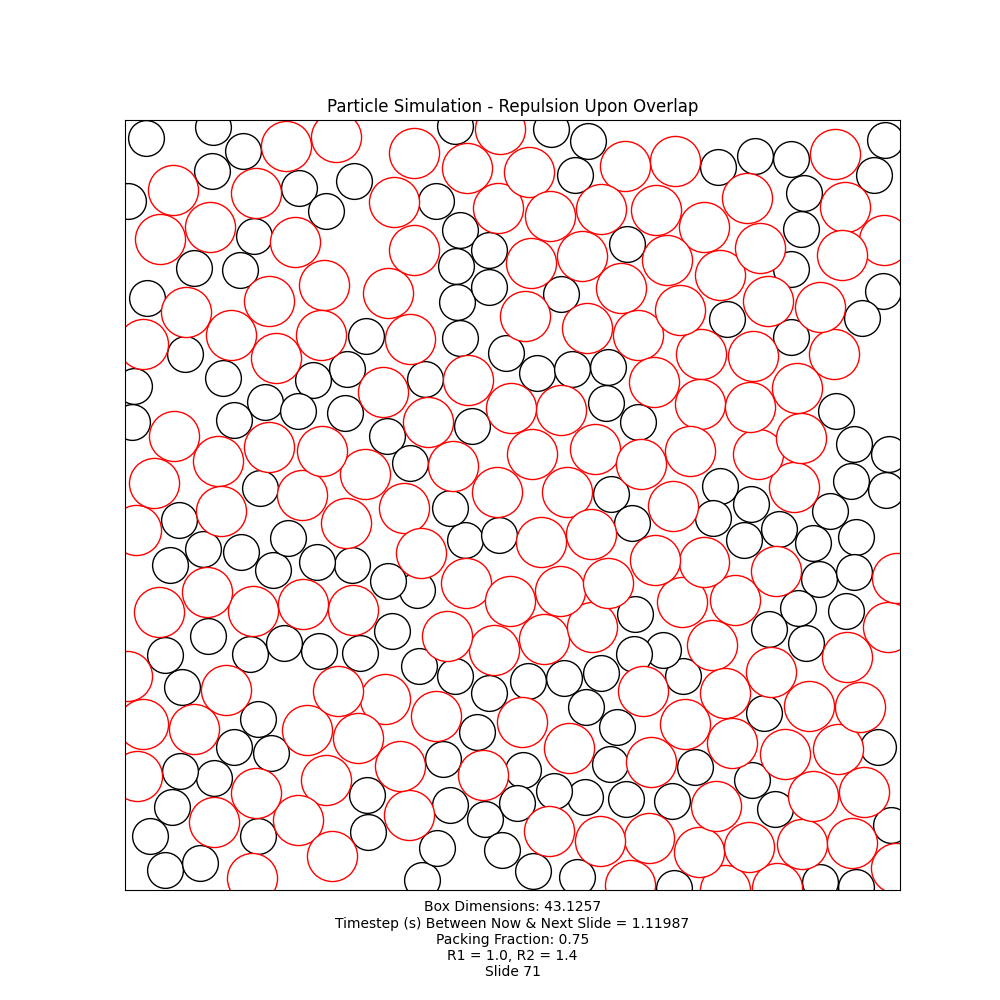 Particle Simulation - Repulsion Upon Overlap
Box Dimensions: 43.1257
Timestep (s) Between Now & Next Slide = 1.11987
Packing Fraction: 0.75
R1 = 1.0, R2 = 1.4
Slide 71